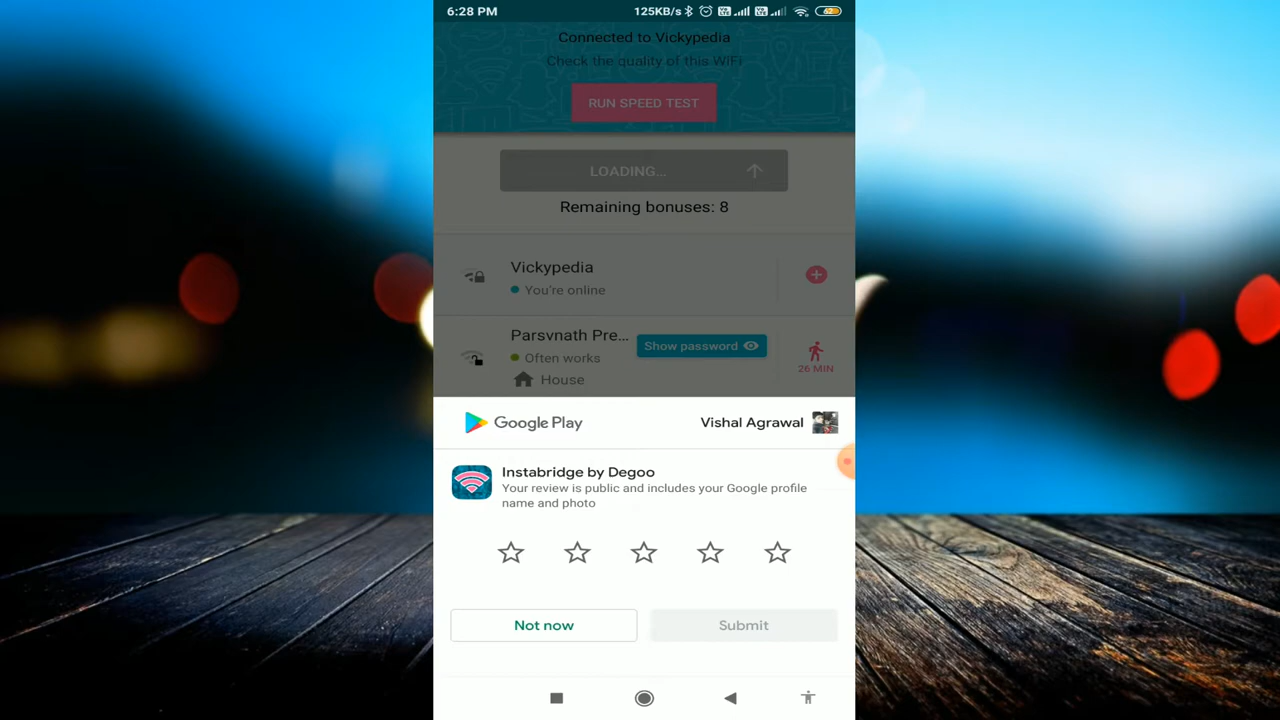 6:28 PM 125KB/s 62
Connected to Vickypedia
Check the quality of this WiFi
RUN SPEED TEST
LOADING...
Remaining bonuses: 8
Vickypedia
You're online
Parsvnath Pre...
Show password
Often works
26 MIN
House
Google Play
Vishal Agrawal
Instabridge by Degoo
Your review is public and includes your Google profile
name and photo
Not now
Submit